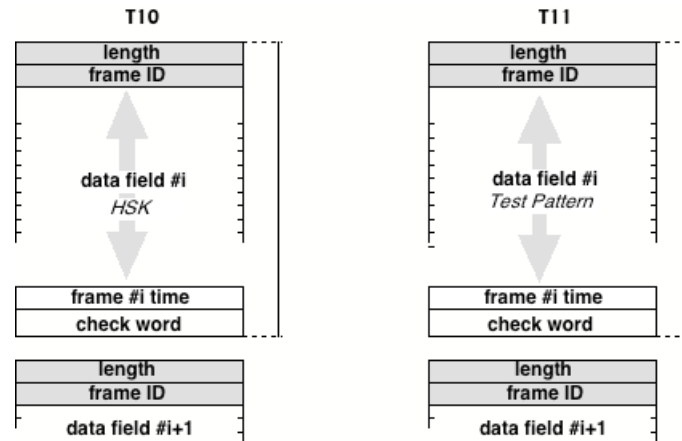 T10
length
frame ID
data field #i
HSK
frame #i time
check word
length
frame ID
data field #i+1
T11
length
frame ID
data field #i
Test Pattern
frame #i time
check word
length
frame ID
data field #i+1